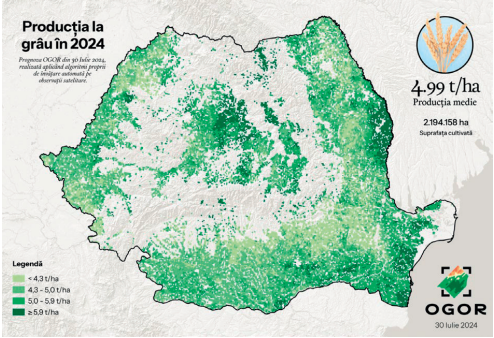 Producția la
grâu în 2024
Prognoza OGOR din 30 Iulie 2024,
realizată aplicând algoritmi proprii
de învățare automată pe
observații satelitare.
4.99 t/ha
Producția medie
2.194.158 ha
Suprafața cultivată
Legendă
< 4,3 t/ha
4,3 - 5,0 t/ha
5,0 - 5,9 t/ha
≥ 5,9 t/ha
OGOR
30 Iulie 2024